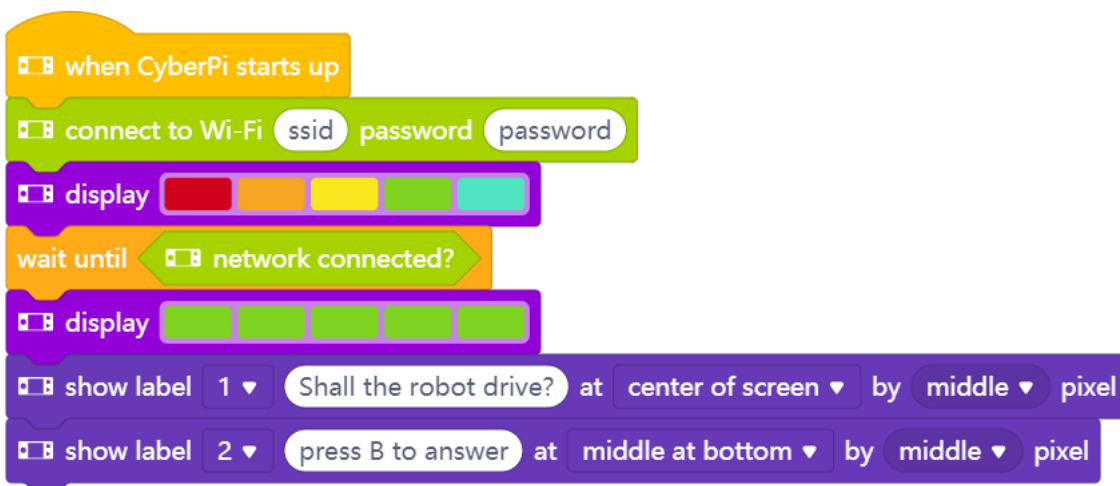 when CyberPi starts up
connect to Wi-Fi ssid password password
display
wait until network connected?
display
show label 1 Shall the robot drive? at center of screen by middle pixel
show label 2 press B to answer at middle at bottom by middle pixel